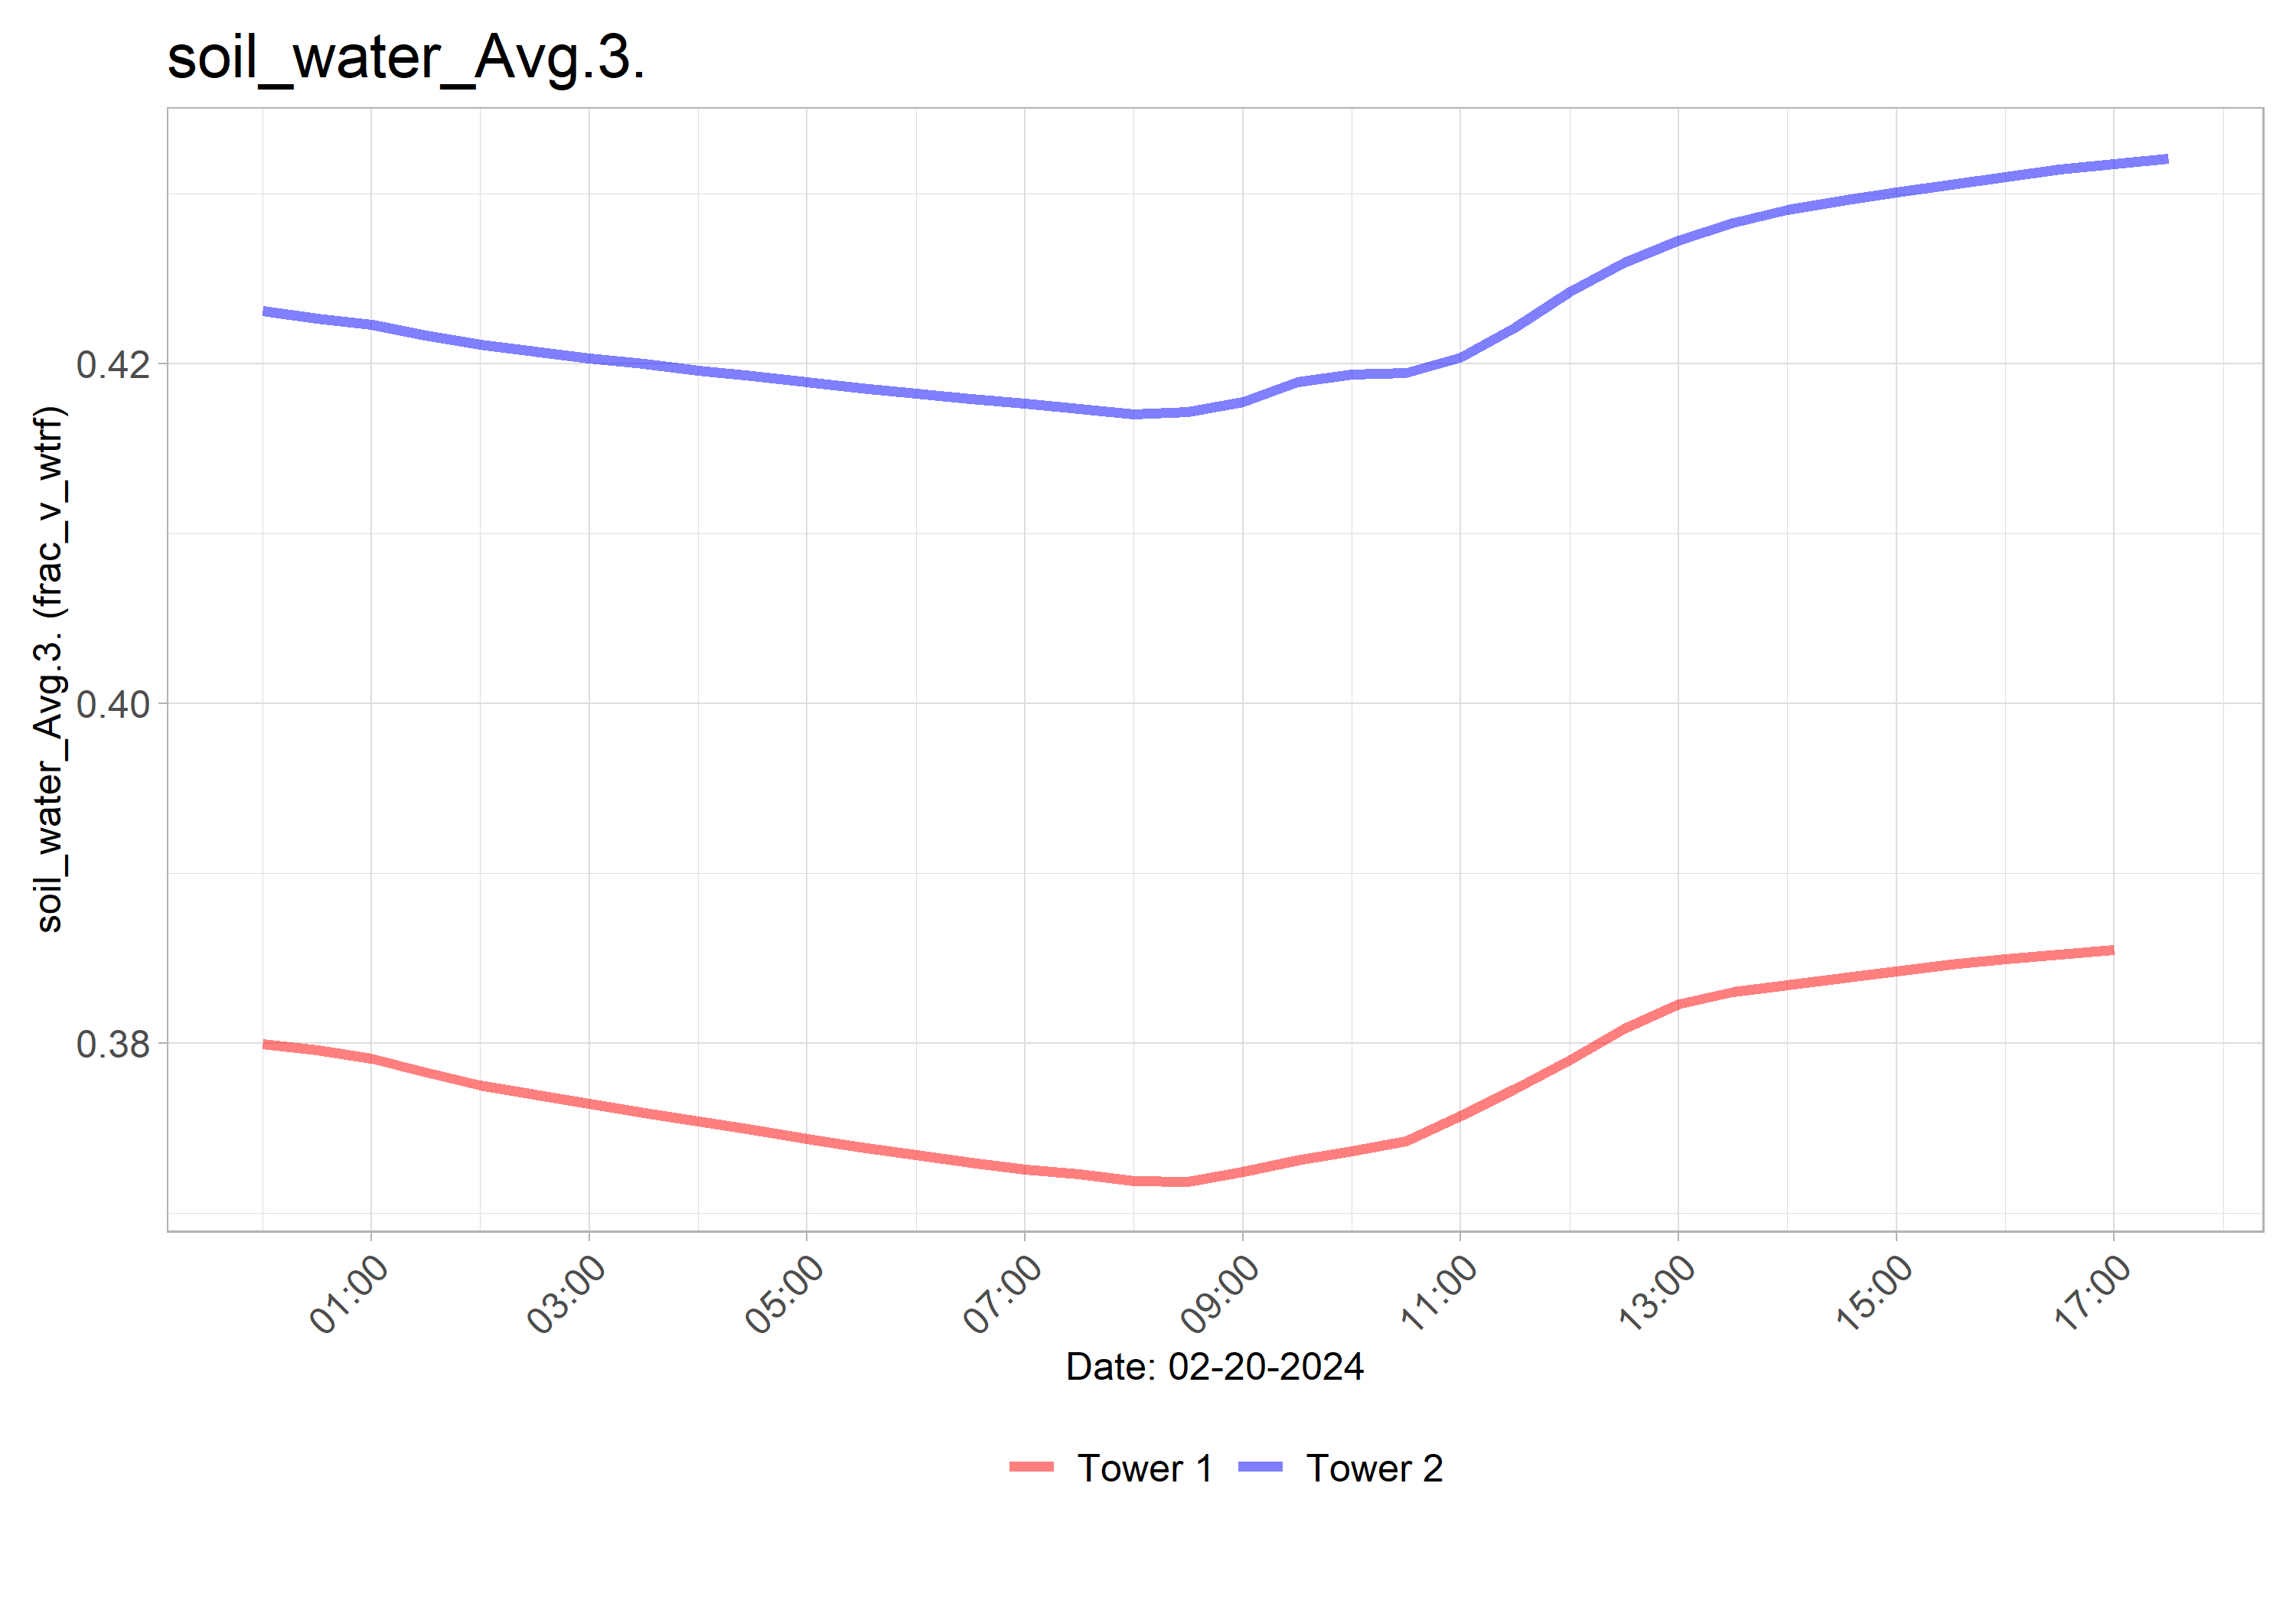 soil_water_Avg.3.
soil_water_Avg.3. (frac_v_wtrf)
0.42
0.40
0.38
01:00
03:00
05:00
07:00
09:00
11:00
13:00
15:00
17:00
Date: 02-20-2024
Tower 1
Tower 2